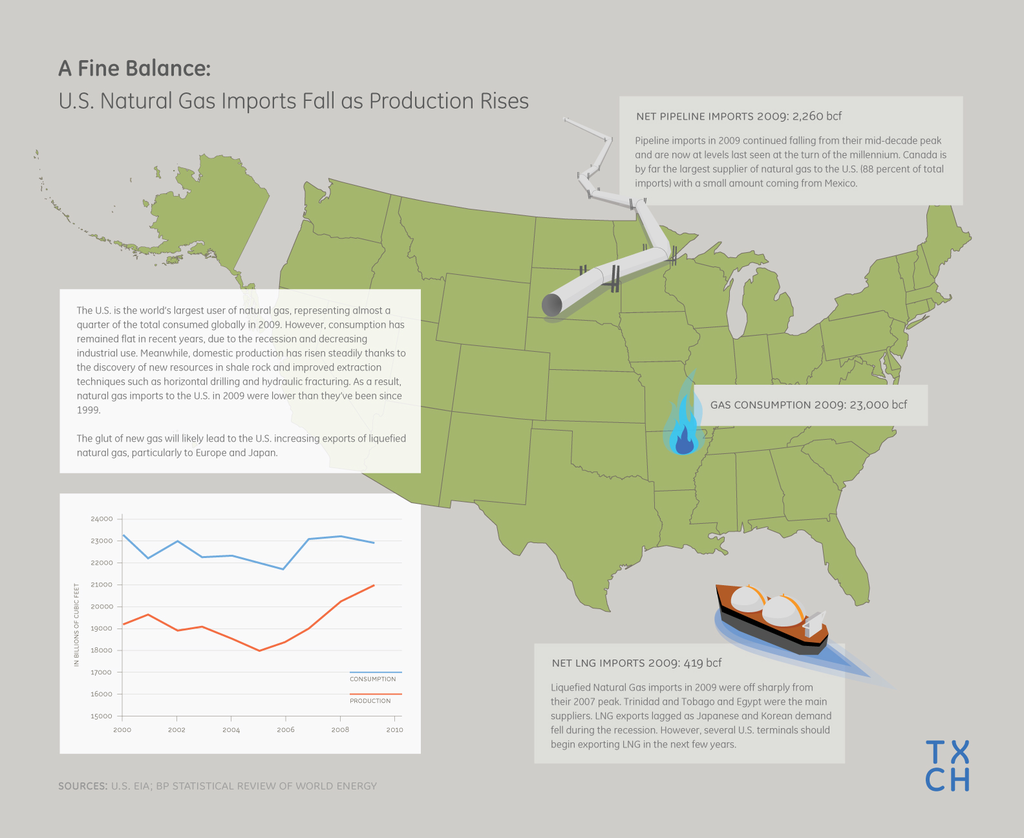 A Fine Balance:
U.S. Natural Gas Imports Fall as Production Rises
NET PIPELINE IMPORTS 2009: 2,260 bcf
Pipeline imports in 2009 continued falling from their mid-decade peak
and are now at levels last seen at the turn of the millennium. Canada is
by far the largest supplier of natural gas to the U.S. (88 percent of total
imports) with a small amount coming from Mexico.
The U.S. is the world's largest user of natural gas, representing almost a
quarter of the total consumed globally in 2009. However, consumption has
remained flat in recent years, due to the recession and decreasing
industrial use. Meanwhile, domestic production has risen steadily thanks to
the discovery of new resources in shale rock and improved extraction
techniques such as horizontal drilling and hydraulic fracturing. As a result,
natural gas imports to the U.S. in 2009 were lower than they've been since
1999.
The glut of new gas will likely lead to the U.S. increasing exports of liquefied
natural gas, particularly to Europe and Japan.
GAS CONSUMPTION 2009: 23,000 bcf
IN BILLIONS OF CUBIC FEET
24000
23000
22000
21000
20000
19000
18000
17000
16000
15000
CONSUMPTION
PRODUCTION
2000 2002 2004 2006 2008 2010
NET LNG IMPORTS 2009: 419 bcf
Liquefied Natural Gas imports in 2009 were off sharply from
their 2007 peak. Trinidad and Tobago and Egypt were the main
suppliers. LNG exports lagged as Japanese and Korean demand
fell during the recession. However, several U.S. terminals should
begin exporting LNG in the next few years.
SOURCES: U.S. EIA; BP STATISTICAL REVIEW OF WORLD ENERGY
TX
CH